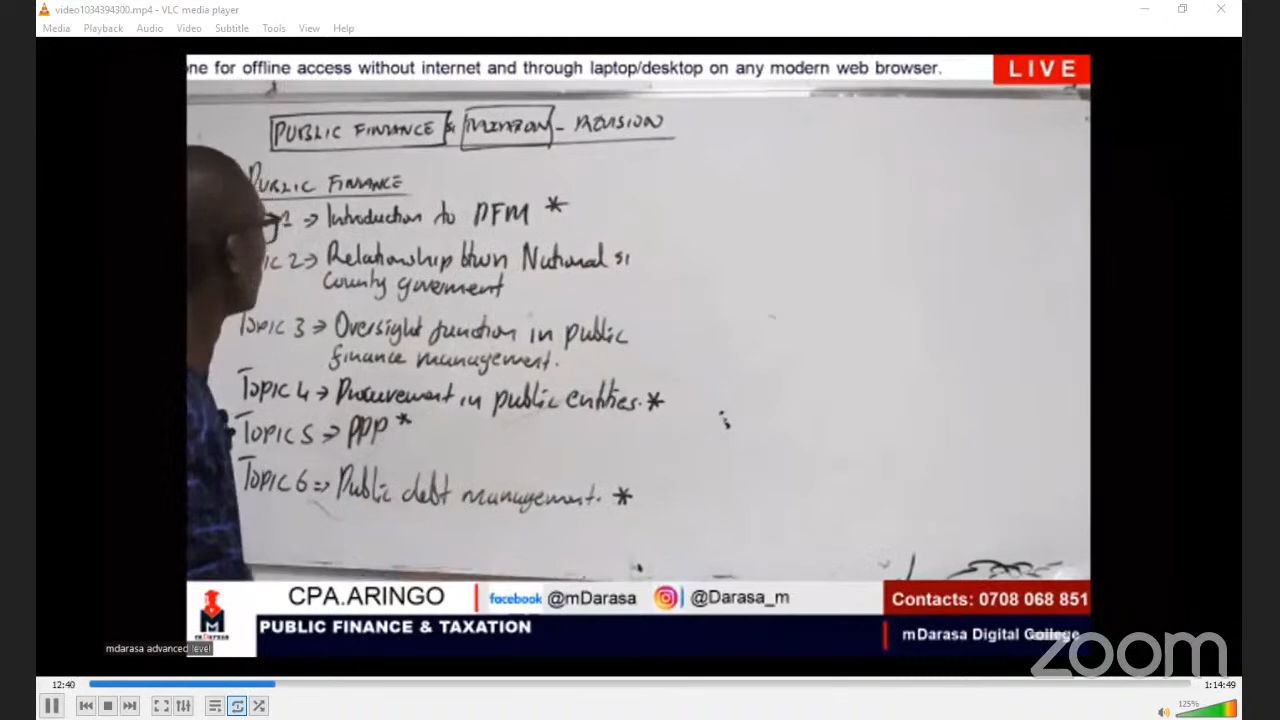 video1034394300.mp4 - VLC media player
Media Playback Audio Video Subtitle Tools View Help
ne for offline access without internet and through laptop/desktop on any modern web browser.
LIVE
PUBLIC FINANCE & TAXATION - REVISION
PUBLIC FINANCE
⇒ Introduction to PFM *
2 ⇒ Relationship btwn National &
County government
TOPIC 3 ⇒ Oversight function in public
finance management.
TOPIC 4 ⇒ Procurement in public entities. *
TOPIC 5 ⇒ PPP *
TOPIC 6 ⇒ Public debt management. *
CPA.ARINGO
facebook @mDarasa
@Darasa_m
Contacts: 0708 068 851
mDarasa
PUBLIC FINANCE & TAXATION
mDarasa Digital College
mdarasa advanced level
zoom
12:40
1:14:49
125%